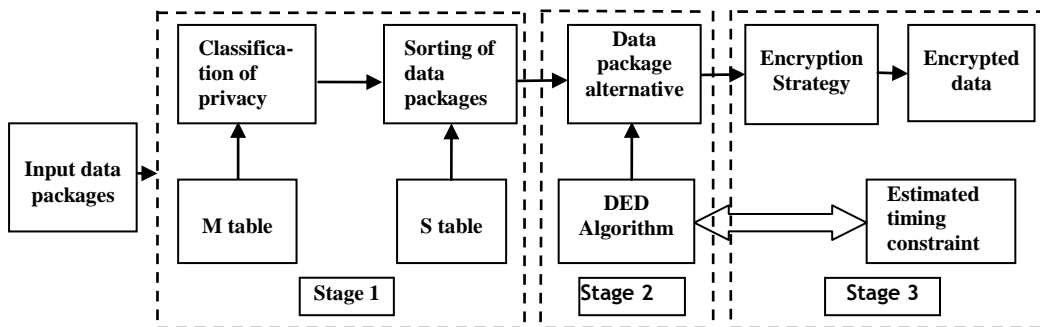 Input data
packages
Classifica-
tion of
privacy
Sorting of
data
packages
M table
S table
Stage 1
Data
package
alternative
DED
Algorithm
Stage 2
Encryption
Strategy
Encrypted
data
Estimated
timing
constraint
Stage 3